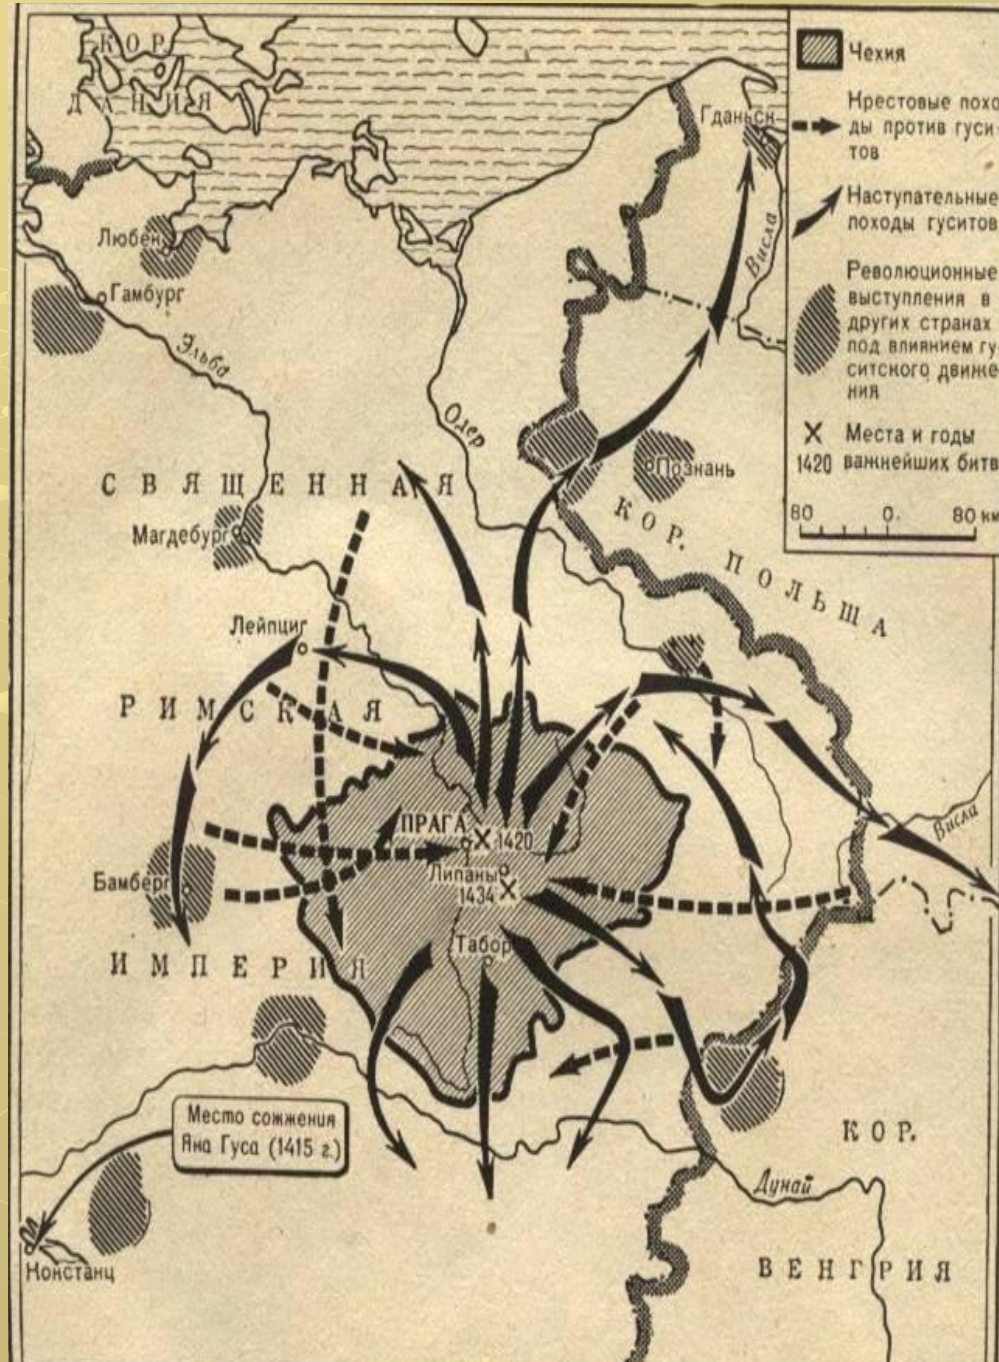 КОР.
ДАНИЯ
Любек
Гамбург
Эльба
Одер
Гданьск
Висла
Познань
КОР. ПОЛЬША
СВЯЩЕННАЯ
Магдебург
Лейпциг
РИМСКАЯ
ПРАГА
1420
Липаны
1434
Бамберг
Табор
ИМПЕРИЯ
Висла
Место сожжения
Яна Гуса (1415 г.)
Констанц
Дунай
КОР.
ВЕНГРИЯ
Чехия
Крестовые похо
ды против гуси-
тов
Наступательные
походы гуситов
Революционные
выступления в
других странах
под влиянием гу-
ситского движе-
ния
Места и годы
1420 важнейших битв
80 0 80 км